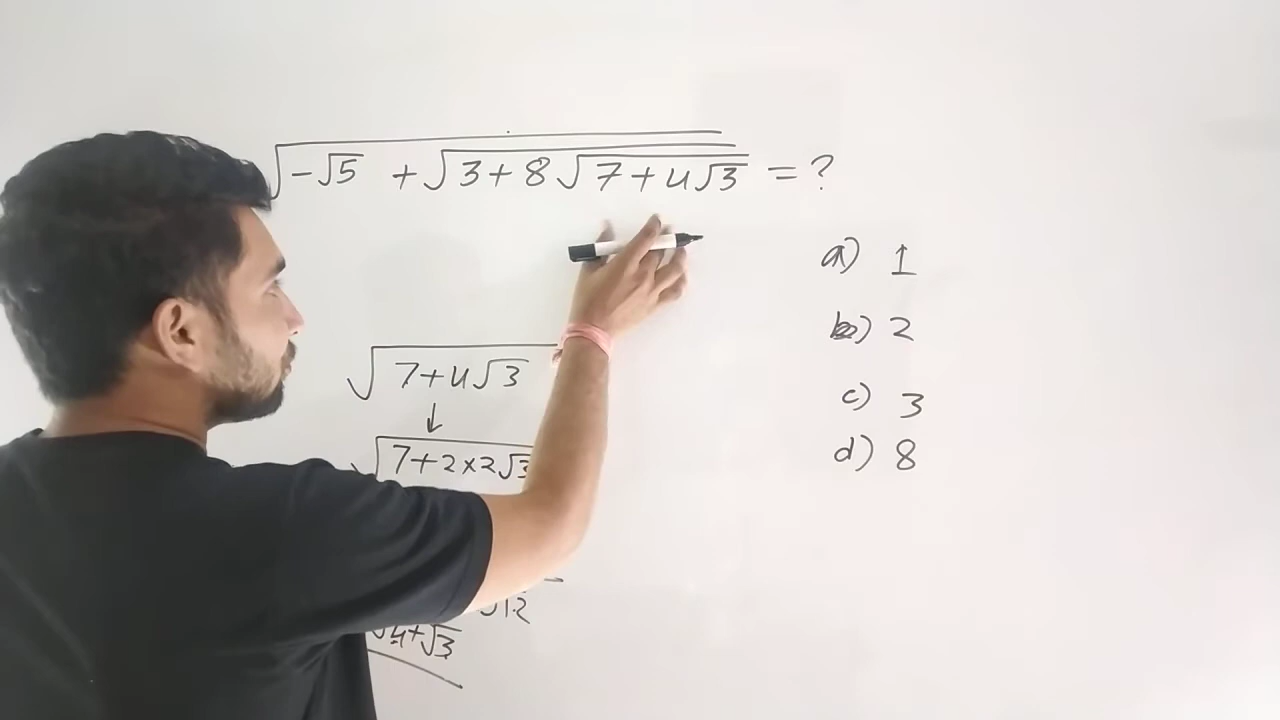 √(-√5 + √(3+8√(7+4√3))) = ?
a) 1
b) 2
c) 3
d) 8
√(7+4√3)
↓
√(7+2×2√3
√12
√4+√3